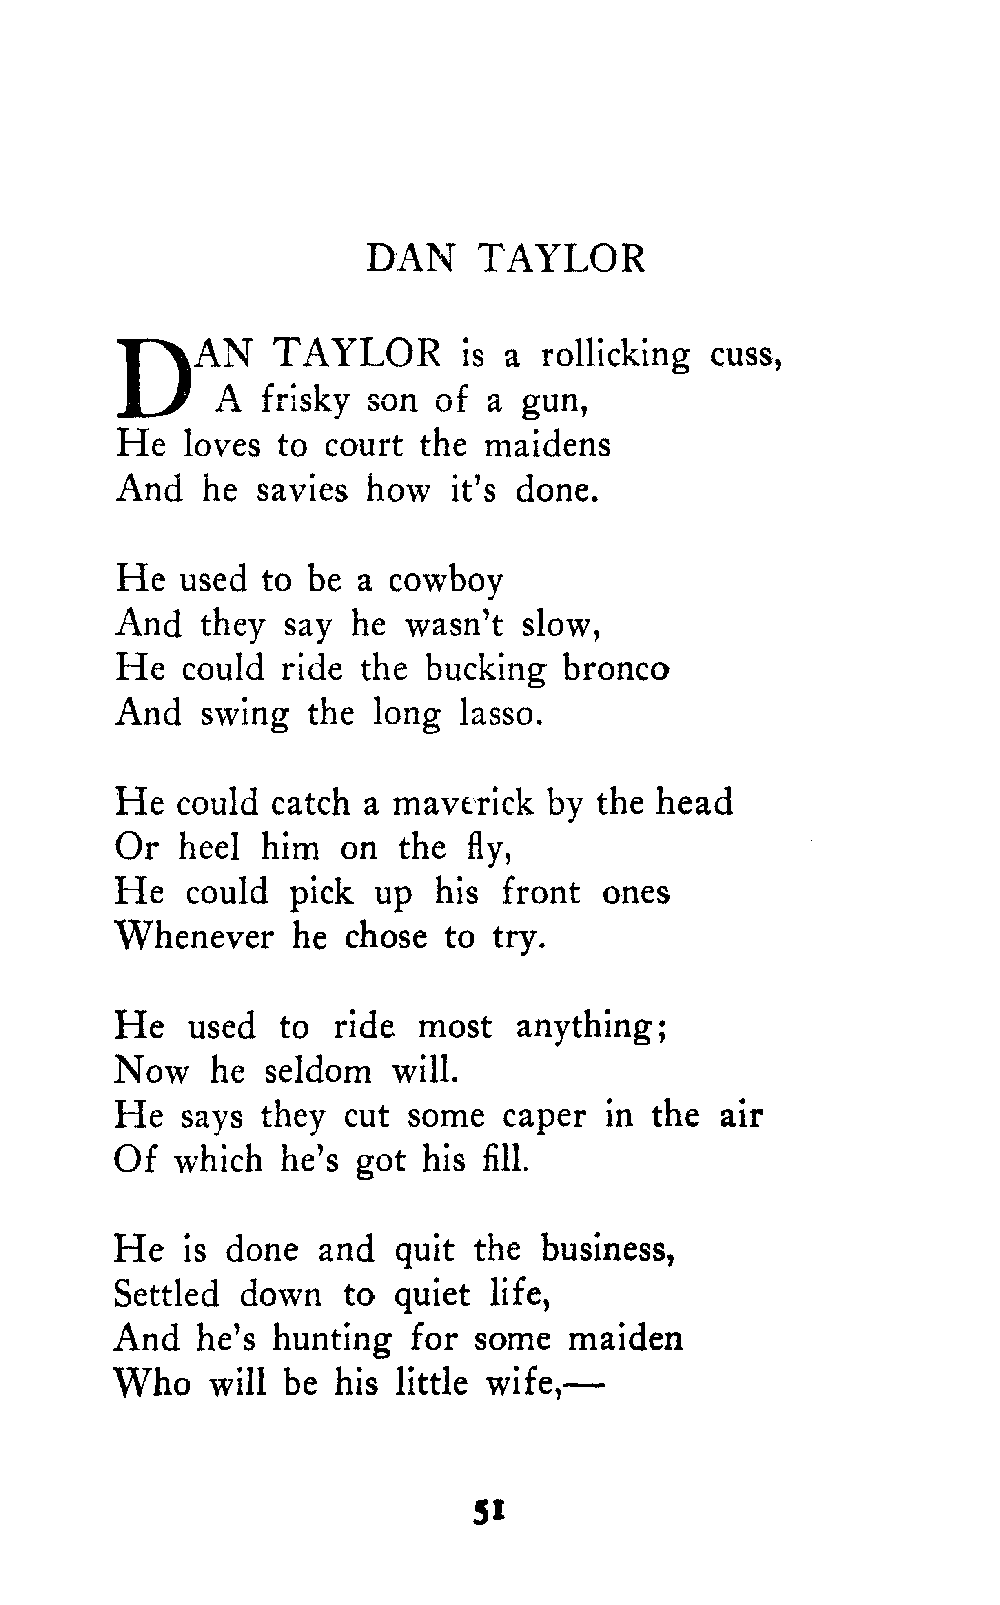 DAN TAYLOR
DAN TAYLOR is a rollicking cuss,
A frisky son of a gun,
He loves to court the maidens
And he savies how it's done.
He used to be a cowboy
And they say he wasn't slow,
He could ride the bucking bronco
And swing the long lasso.
He could catch a maverick by the head
Or heel him on the fly,
He could pick up his front ones
Whenever he chose to try.
He used to ride most anything;
Now he seldom will.
He says they cut some caper in the air
Of which he's got his fill.
He is done and quit the business,
Settled down to quiet life,
And he's hunting for some maiden
Who will be his little wife,—
51